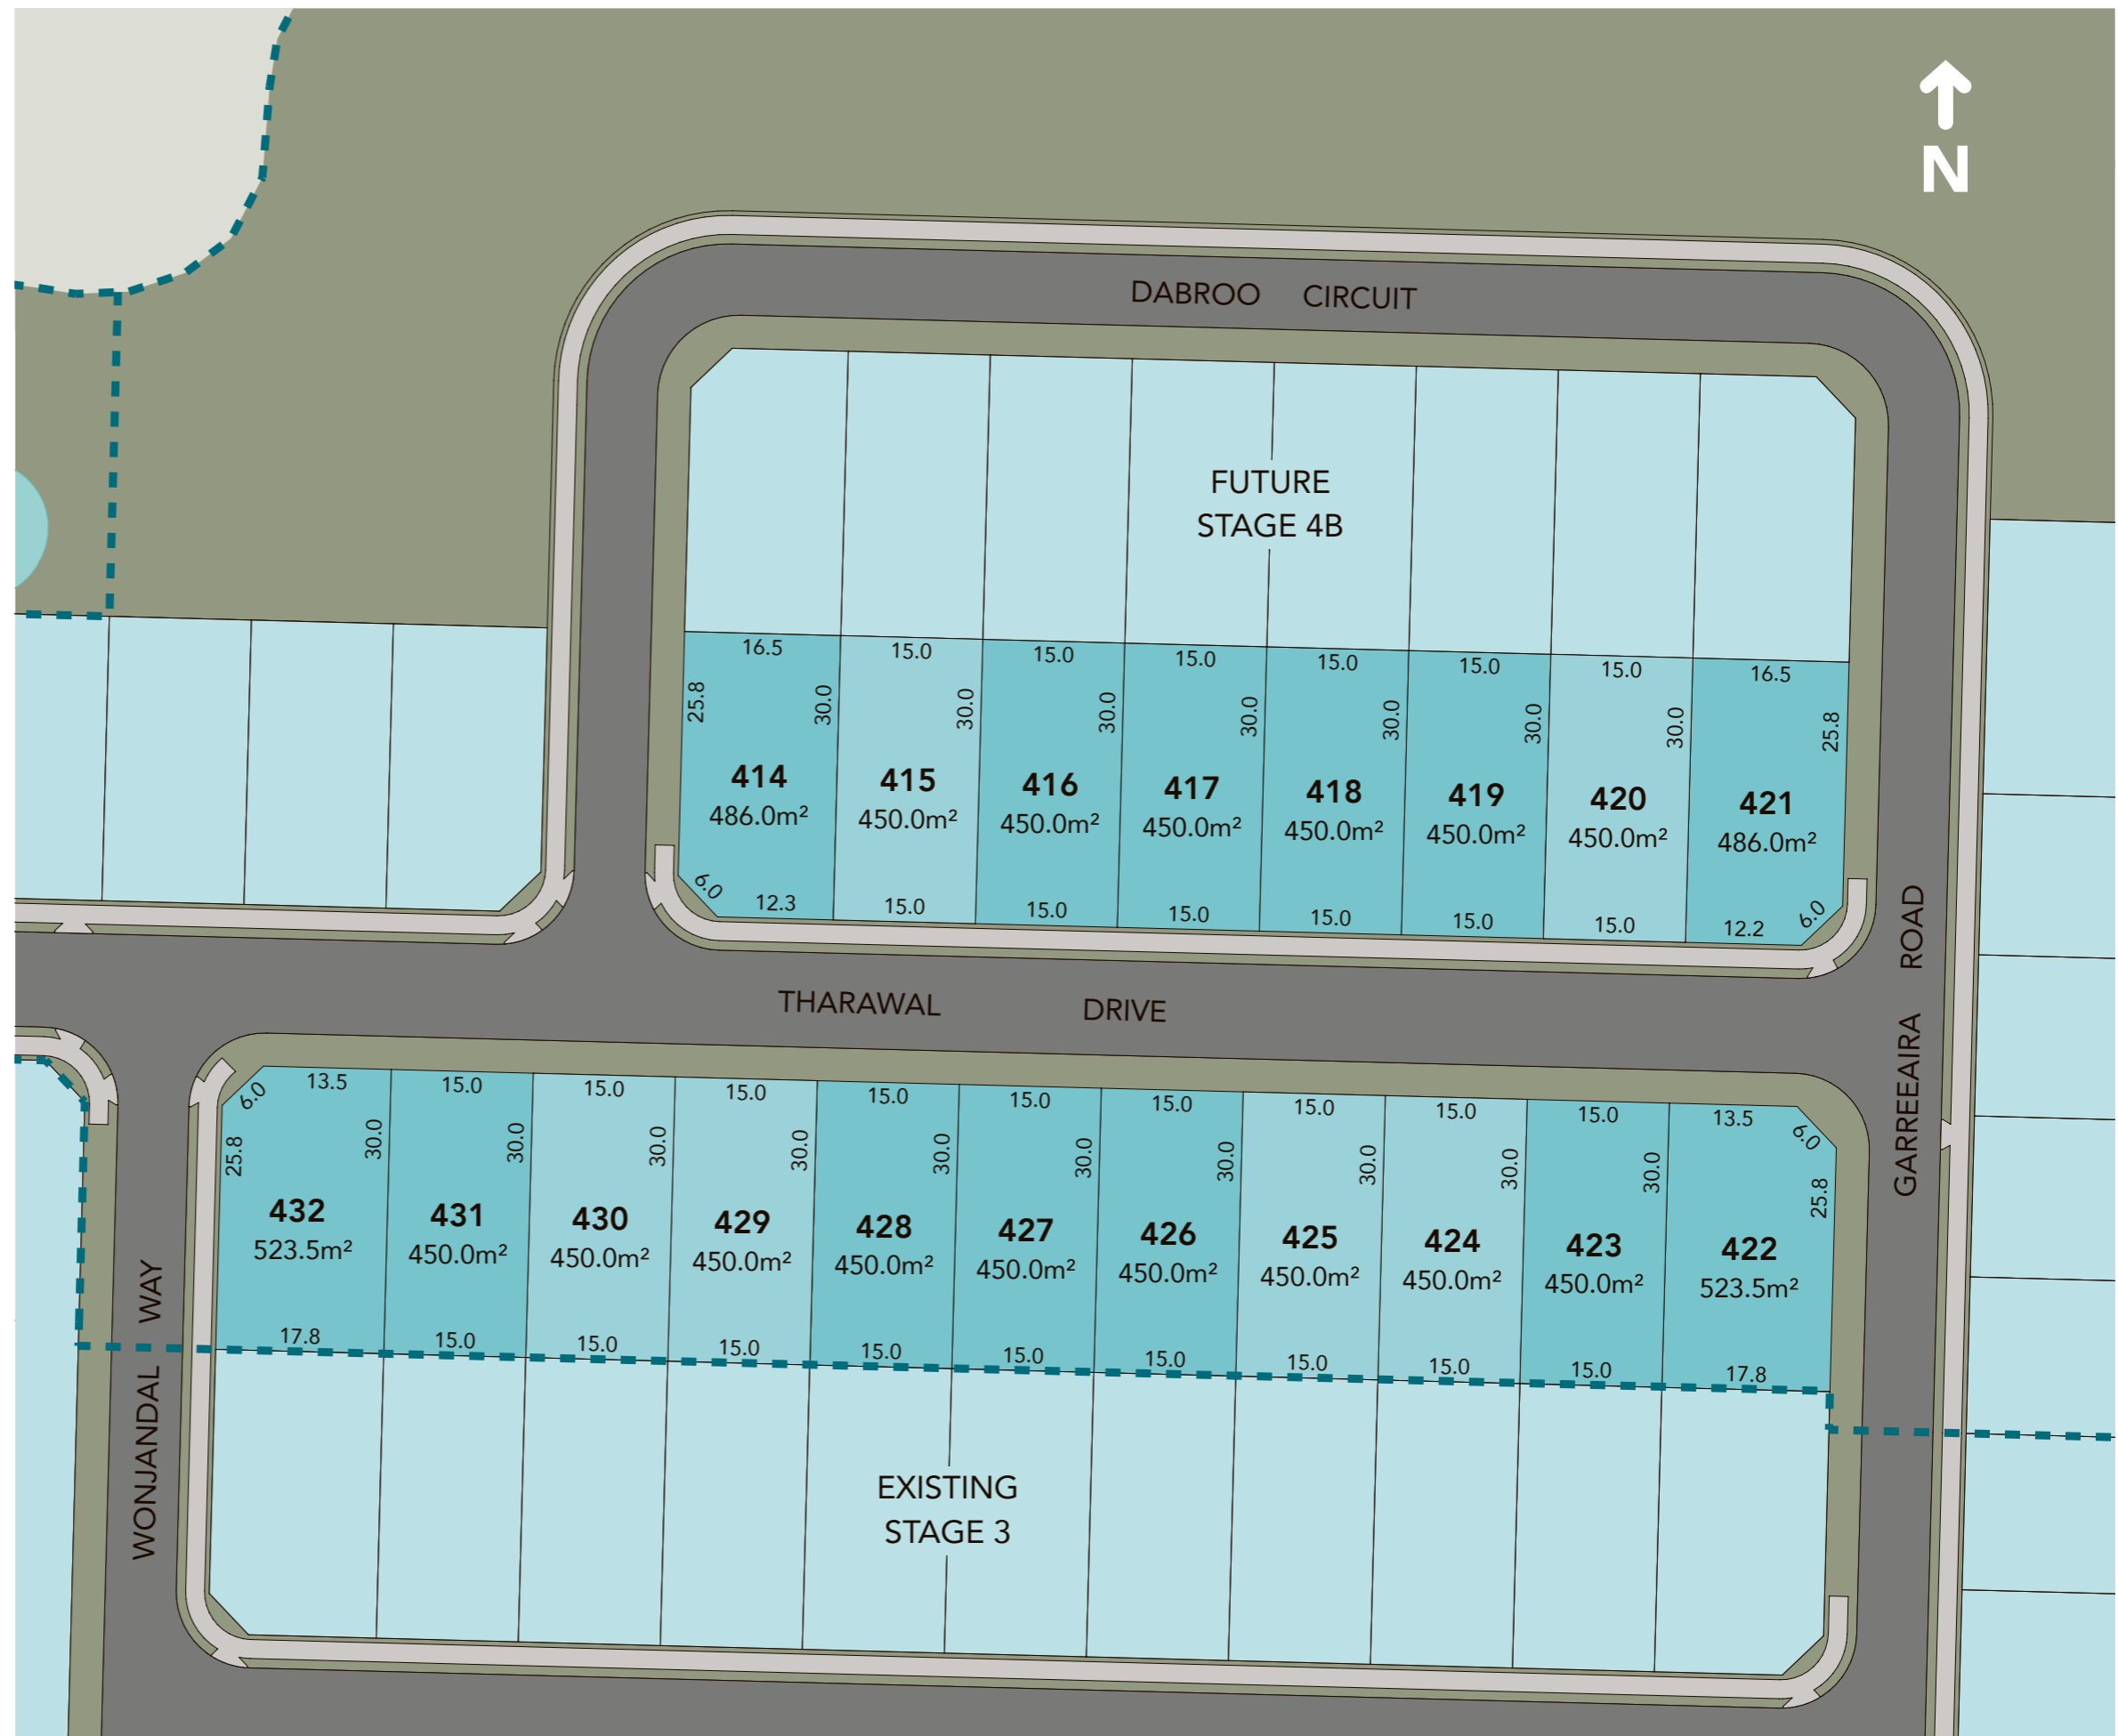 N
DABROO CIRCUIT
FUTURE
STAGE 4B
16.5 15.0 15.0 15.0 15.0 15.0 15.0 16.5
25.8 30.0 30.0 30.0 30.0 30.0 30.0 30.0 25.8
414 415 416 417 418 419 420 421
486.0m² 450.0m² 450.0m² 450.0m² 450.0m² 450.0m² 450.0m² 486.0m²
6.0 12.3 15.0 15.0 15.0 15.0 15.0 15.0 12.2 6.0
THARAWAL DRIVE
GARREEAIRA ROAD
6.0 13.5 15.0 15.0 15.0 15.0 15.0 15.0 15.0 15.0 15.0 13.5 6.0
25.8 30.0 30.0 30.0 30.0 30.0 30.0 30.0 30.0 30.0 30.0 25.8
432 431 430 429 428 427 426 425 424 423 422
523.5m² 450.0m² 450.0m² 450.0m² 450.0m² 450.0m² 450.0m² 450.0m² 450.0m² 450.0m² 523.5m²
17.8 15.0 15.0 15.0 15.0 15.0 15.0 15.0 15.0 15.0 17.8
WONJANDAL WAY
EXISTING
STAGE 3